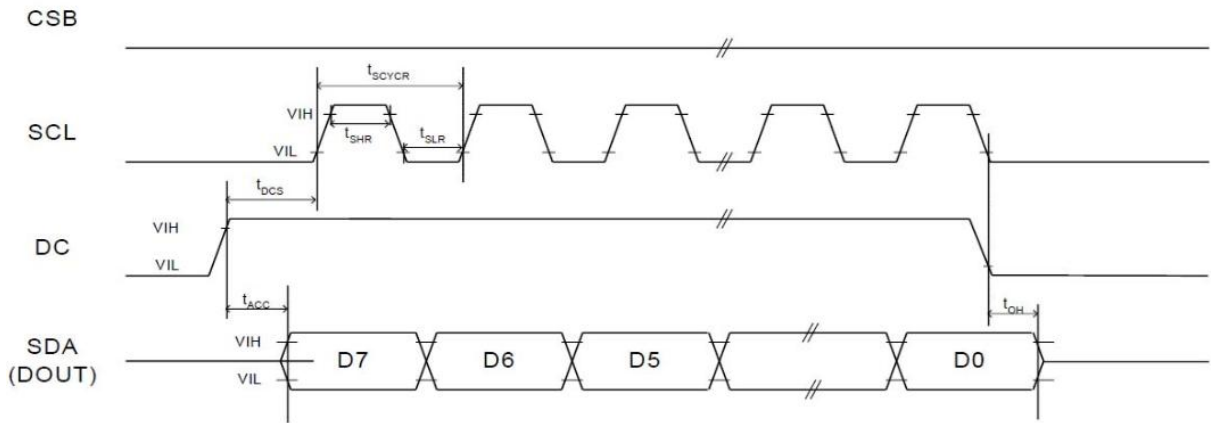 CSB
tSCYCR
SCL
VIH
tSHR
tSLR
VIL
tDCS
DC
VIH
VIL
tACC
tOH
SDA
(DOUT)
VIH
VIL
D7
D6
D5
D0